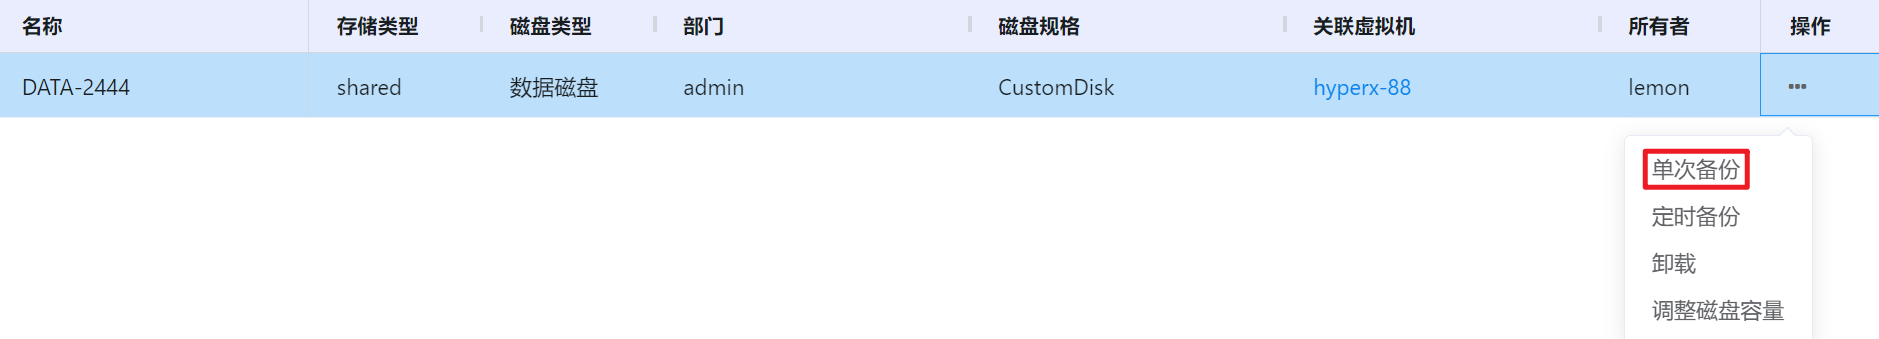 名称 存储类型 磁盘类型 部门 磁盘规格 关联虚拟机 所有者 操作
DATA-2444 shared 数据磁盘 admin CustomDisk hyperx-88 lemon •••
单次备份
定时备份
卸载
调整磁盘容量